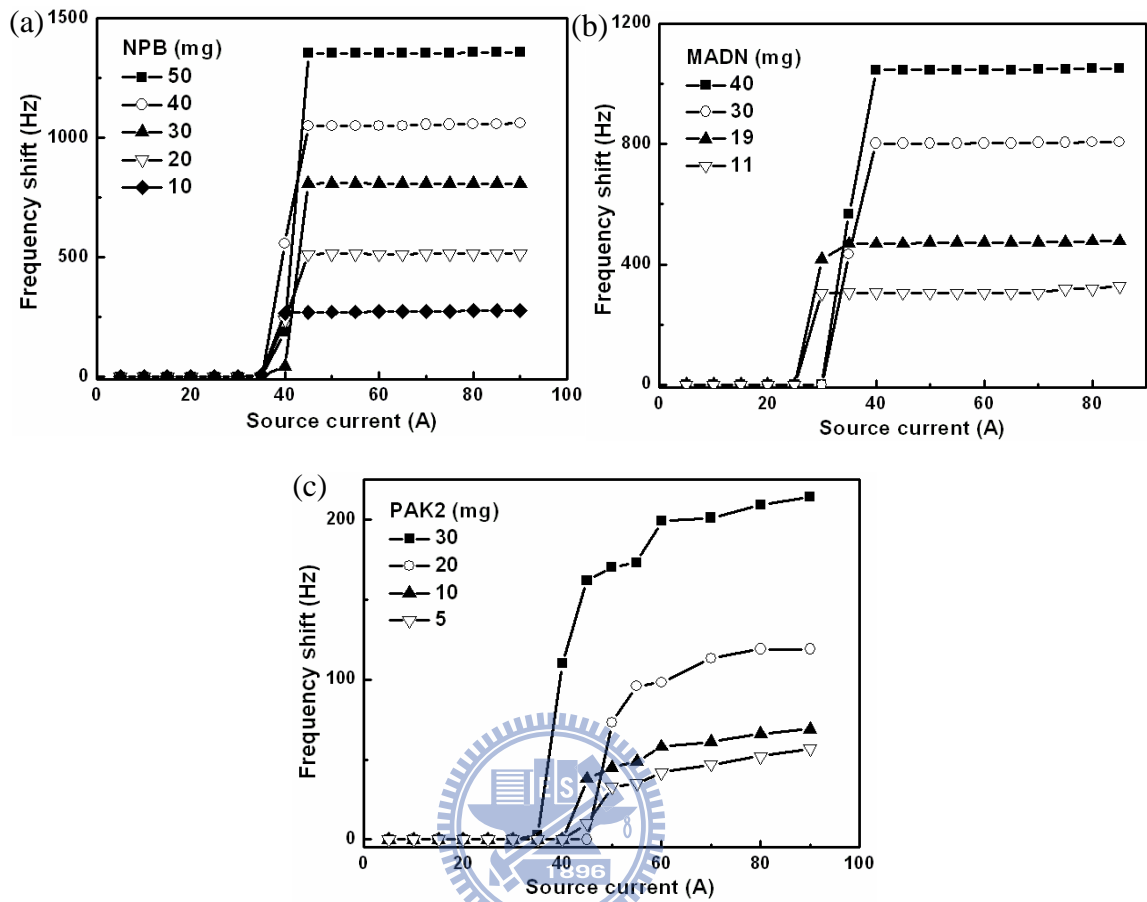 (a)
1500
1000
500
0
Frequency shift (Hz)
NPB (mg)
50
40
30
20
10
0 20 40 60 80 100
Source current (A)
(b)
1200
800
400
0
Frequency shift (Hz)
MADN (mg)
40
30
19
11
0 20 40 60 80
Source current (A)
(c)
200
100
0
Frequency shift (Hz)
PAK2 (mg)
30
20
10
5
0 20 40 60 80 100
Source current (A)
E S
1896